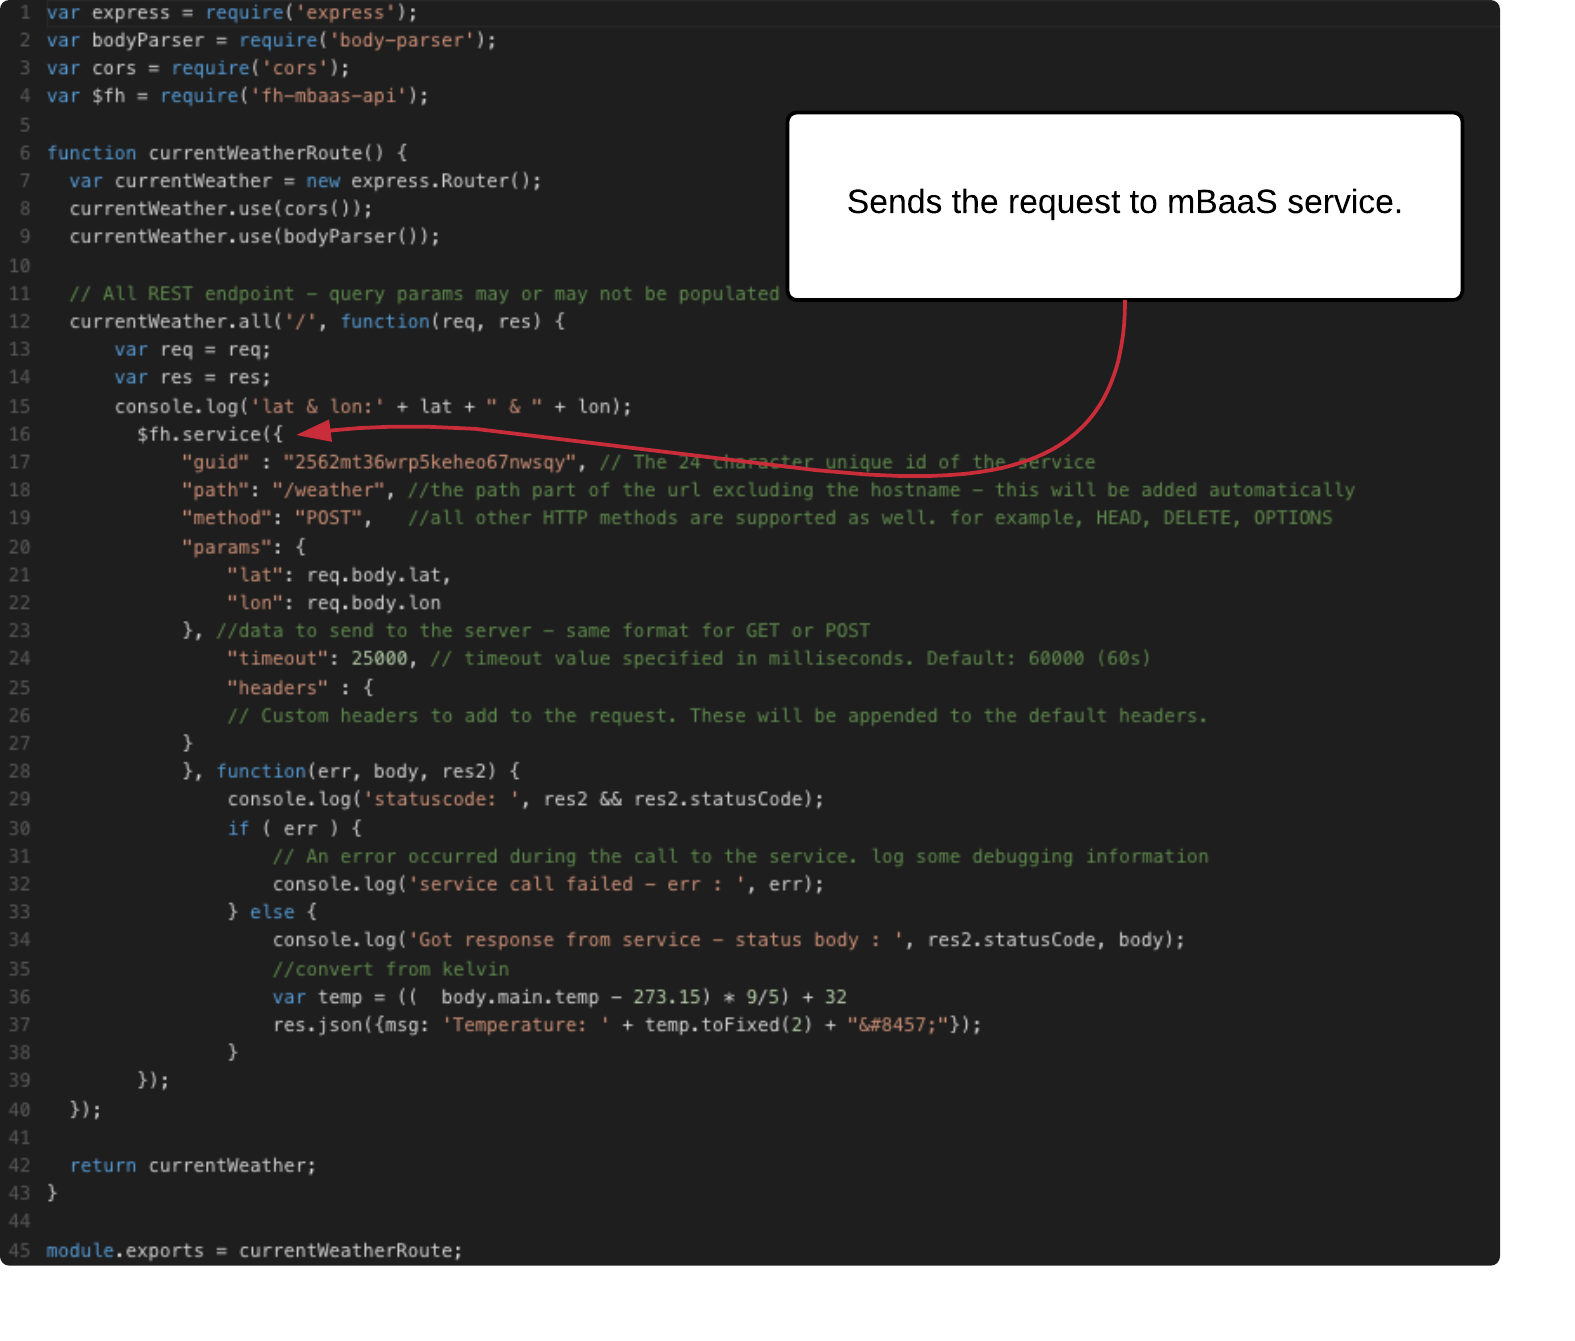 1 var express = require('express');
2 var bodyParser = require('body-parser');
3 var cors = require('cors');
4 var $fh = require('fh-mbaas-api');
5
6 function currentWeatherRoute() {
7   var currentWeather = new express.Router();
8   currentWeather.use(cors());
9   currentWeather.use(bodyParser());
10
11   // All REST endpoint – query params may or may not be populated
12   currentWeather.all('/', function(req, res) {
13       var req = req;
14       var res = res;
15       console.log('lat & lon:' + lat + " & " + lon);
16         $fh.service({
17             "guid" : "2562mt36wrp5keheo67nwsqy", // The 24 character unique id of the service
18             "path": "/weather", //the path part of the url excluding the hostname – this will be added automatically
19             "method": "POST",   //all other HTTP methods are supported as well. for example, HEAD, DELETE, OPTIONS
20             "params": {
21                 "lat": req.body.lat,
22                 "lon": req.body.lon
23             }, //data to send to the server – same format for GET or POST
24                 "timeout": 25000, // timeout value specified in milliseconds. Default: 60000 (60s)
25                 "headers" : {
26                 // Custom headers to add to the request. These will be appended to the default headers.
27             }
28             }, function(err, body, res2) {
29                 console.log('statuscode: ', res2 && res2.statusCode);
30                 if ( err ) {
31                     // An error occurred during the call to the service. log some debugging information
32                     console.log('service call failed – err : ', err);
33                 } else {
34                     console.log('Got response from service – status body : ', res2.statusCode, body);
35                     //convert from kelvin
36                     var temp = ((  body.main.temp – 273.15) * 9/5) + 32
37                     res.json({msg: 'Temperature: ' + temp.toFixed(2) + "&#8457;"});
38                 }
39         });
40   });
41
42   return currentWeather;
43 }
44
45 module.exports = currentWeatherRoute;
Sends the request to mBaaS service.